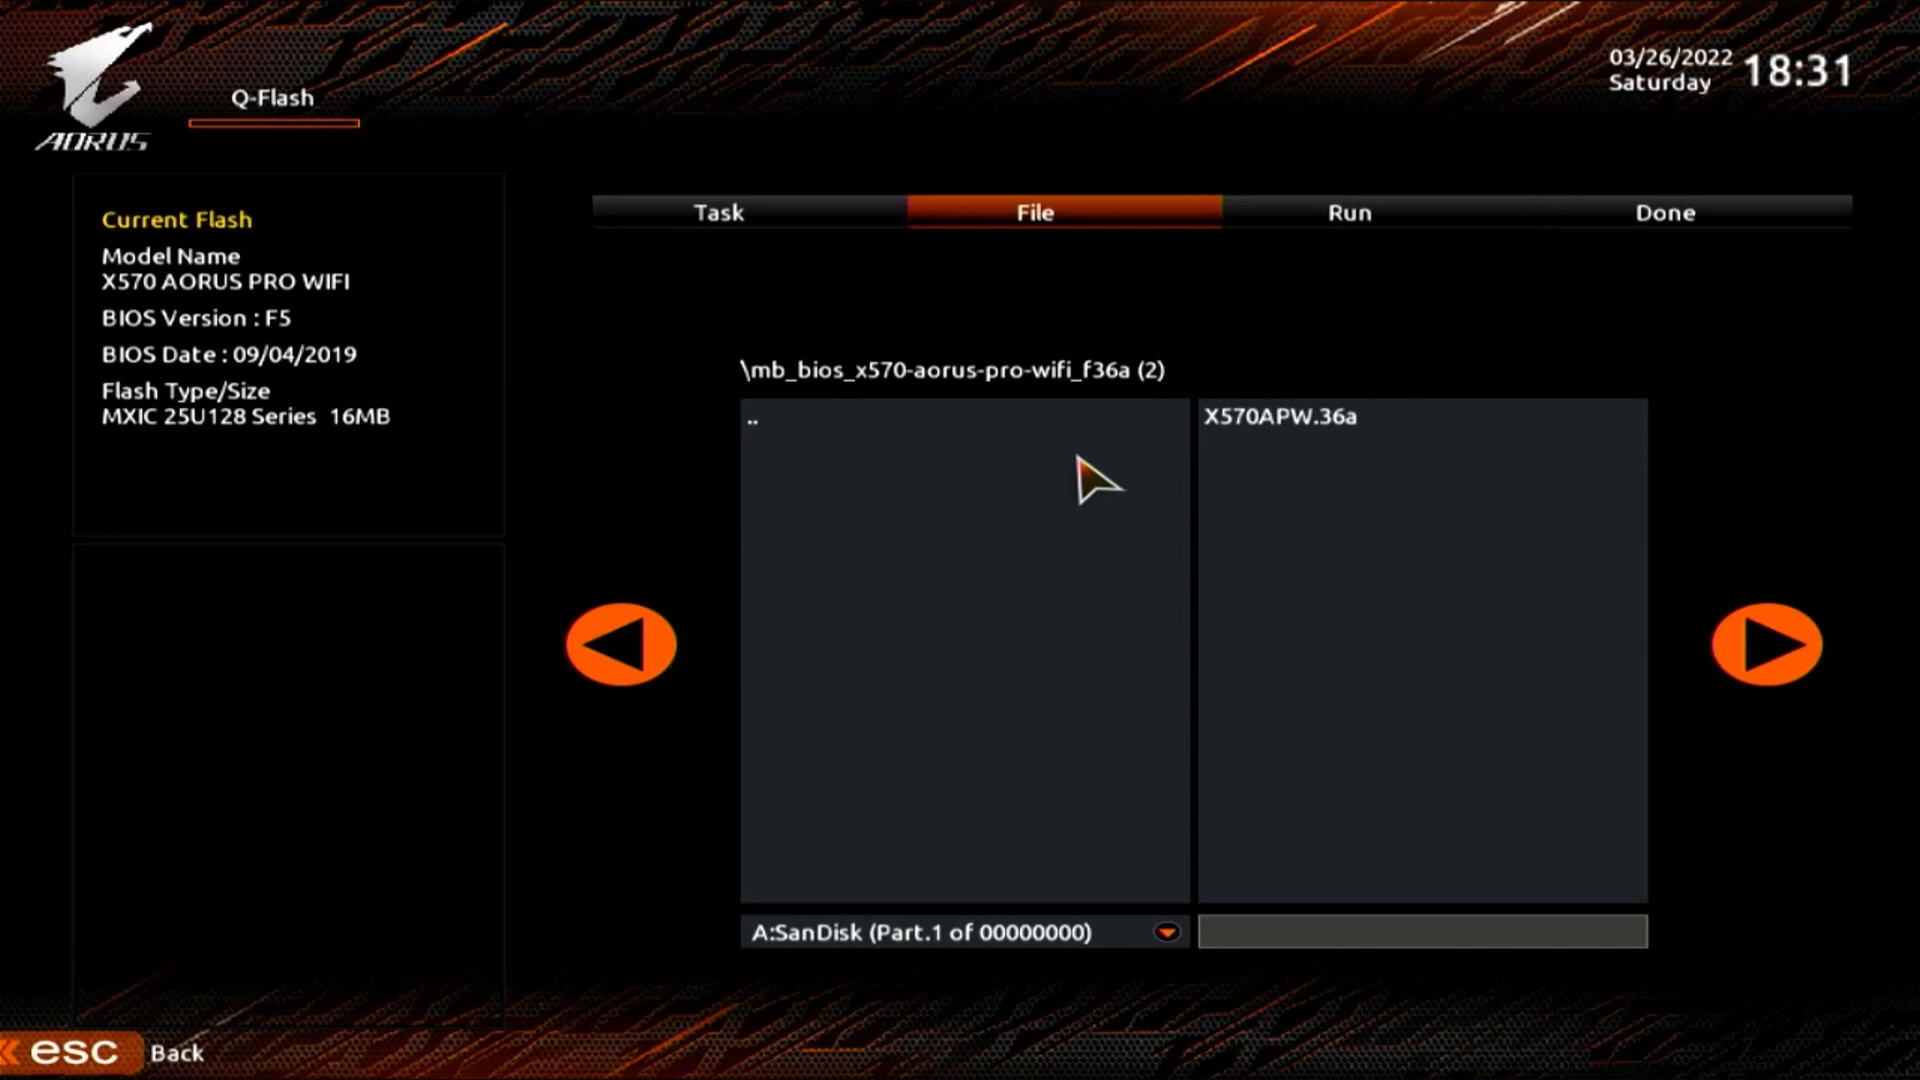 AORUS
Q-Flash
03/26/2022
Saturday
18:31
Current Flash
Model Name
X570 AORUS PRO WIFI
BIOS Version : F5
BIOS Date : 09/04/2019
Flash Type/Size
MXIC 25U128 Series 16MB
Task
File
Run
Done
\mb_bios_x570-aorus-pro-wifi_f36a (2)
..
X570APW.36a
A:SanDisk (Part.1 of 00000000)
esc Back